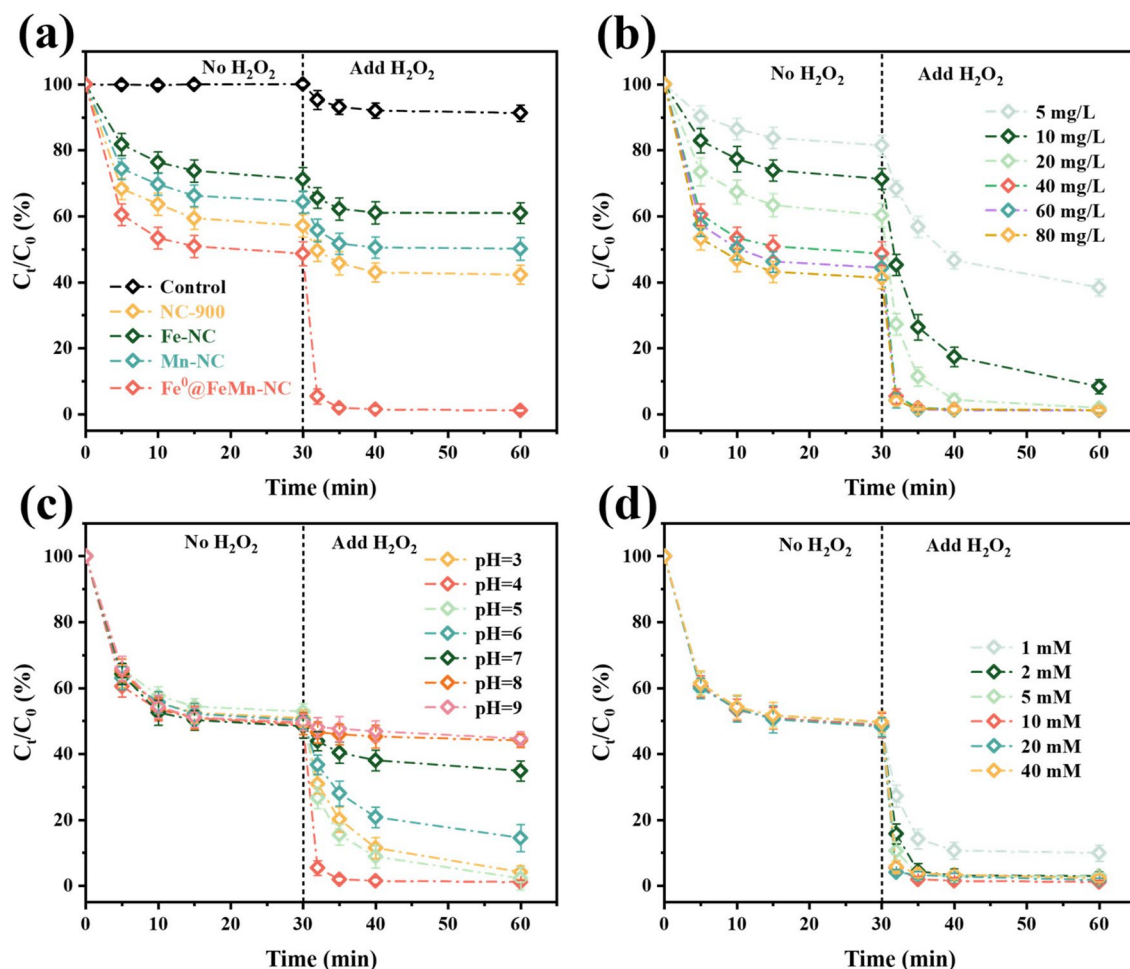 (a)
No H₂O₂
Add H₂O₂
100
80
60
40
20
0
Control
NC-900
Fe-NC
Mn-NC
Fe⁰@FeMn-NC
0 10 20 30 40 50 60
Time (min)
Cₜ/C₀ (%)
(b)
No H₂O₂
Add H₂O₂
100
80
60
40
20
0
5 mg/L
10 mg/L
20 mg/L
40 mg/L
60 mg/L
80 mg/L
0 10 20 30 40 50 60
Time (min)
Cₜ/C₀ (%)
(c)
No H₂O₂
Add H₂O₂
100
80
60
40
20
0
pH=3
pH=4
pH=5
pH=6
pH=7
pH=8
pH=9
0 10 20 30 40 50 60
Time (min)
Cₜ/C₀ (%)
(d)
No H₂O₂
Add H₂O₂
100
80
60
40
20
0
1 mM
2 mM
5 mM
10 mM
20 mM
40 mM
0 10 20 30 40 50 60
Time (min)
Cₜ/C₀ (%)